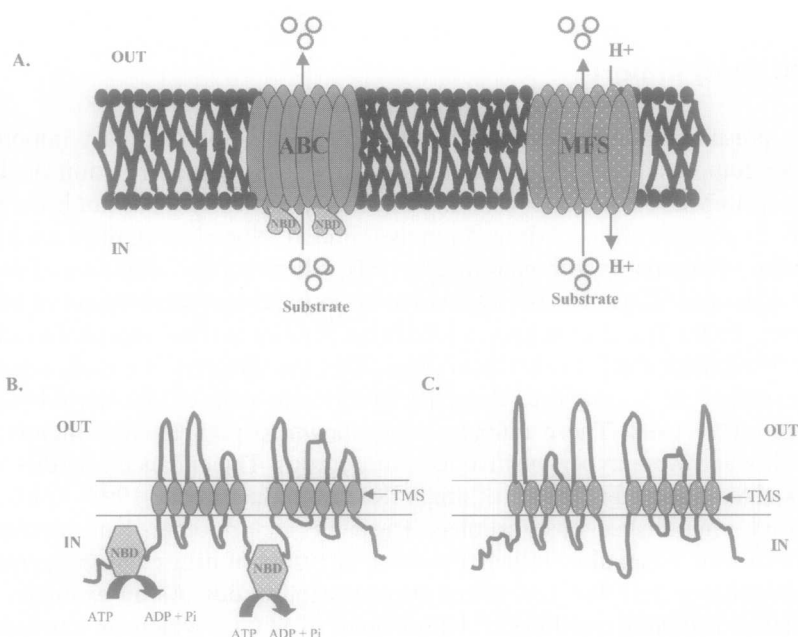 A.
OUT
H+
ABC
MFS
NBD
NBD
IN
H+
Substrate
Substrate
B.
C.
OUT
OUT
TMS
TMS
IN
NBD
IN
NBD
ATP
ADP + Pi
ATP
ADP + Pi